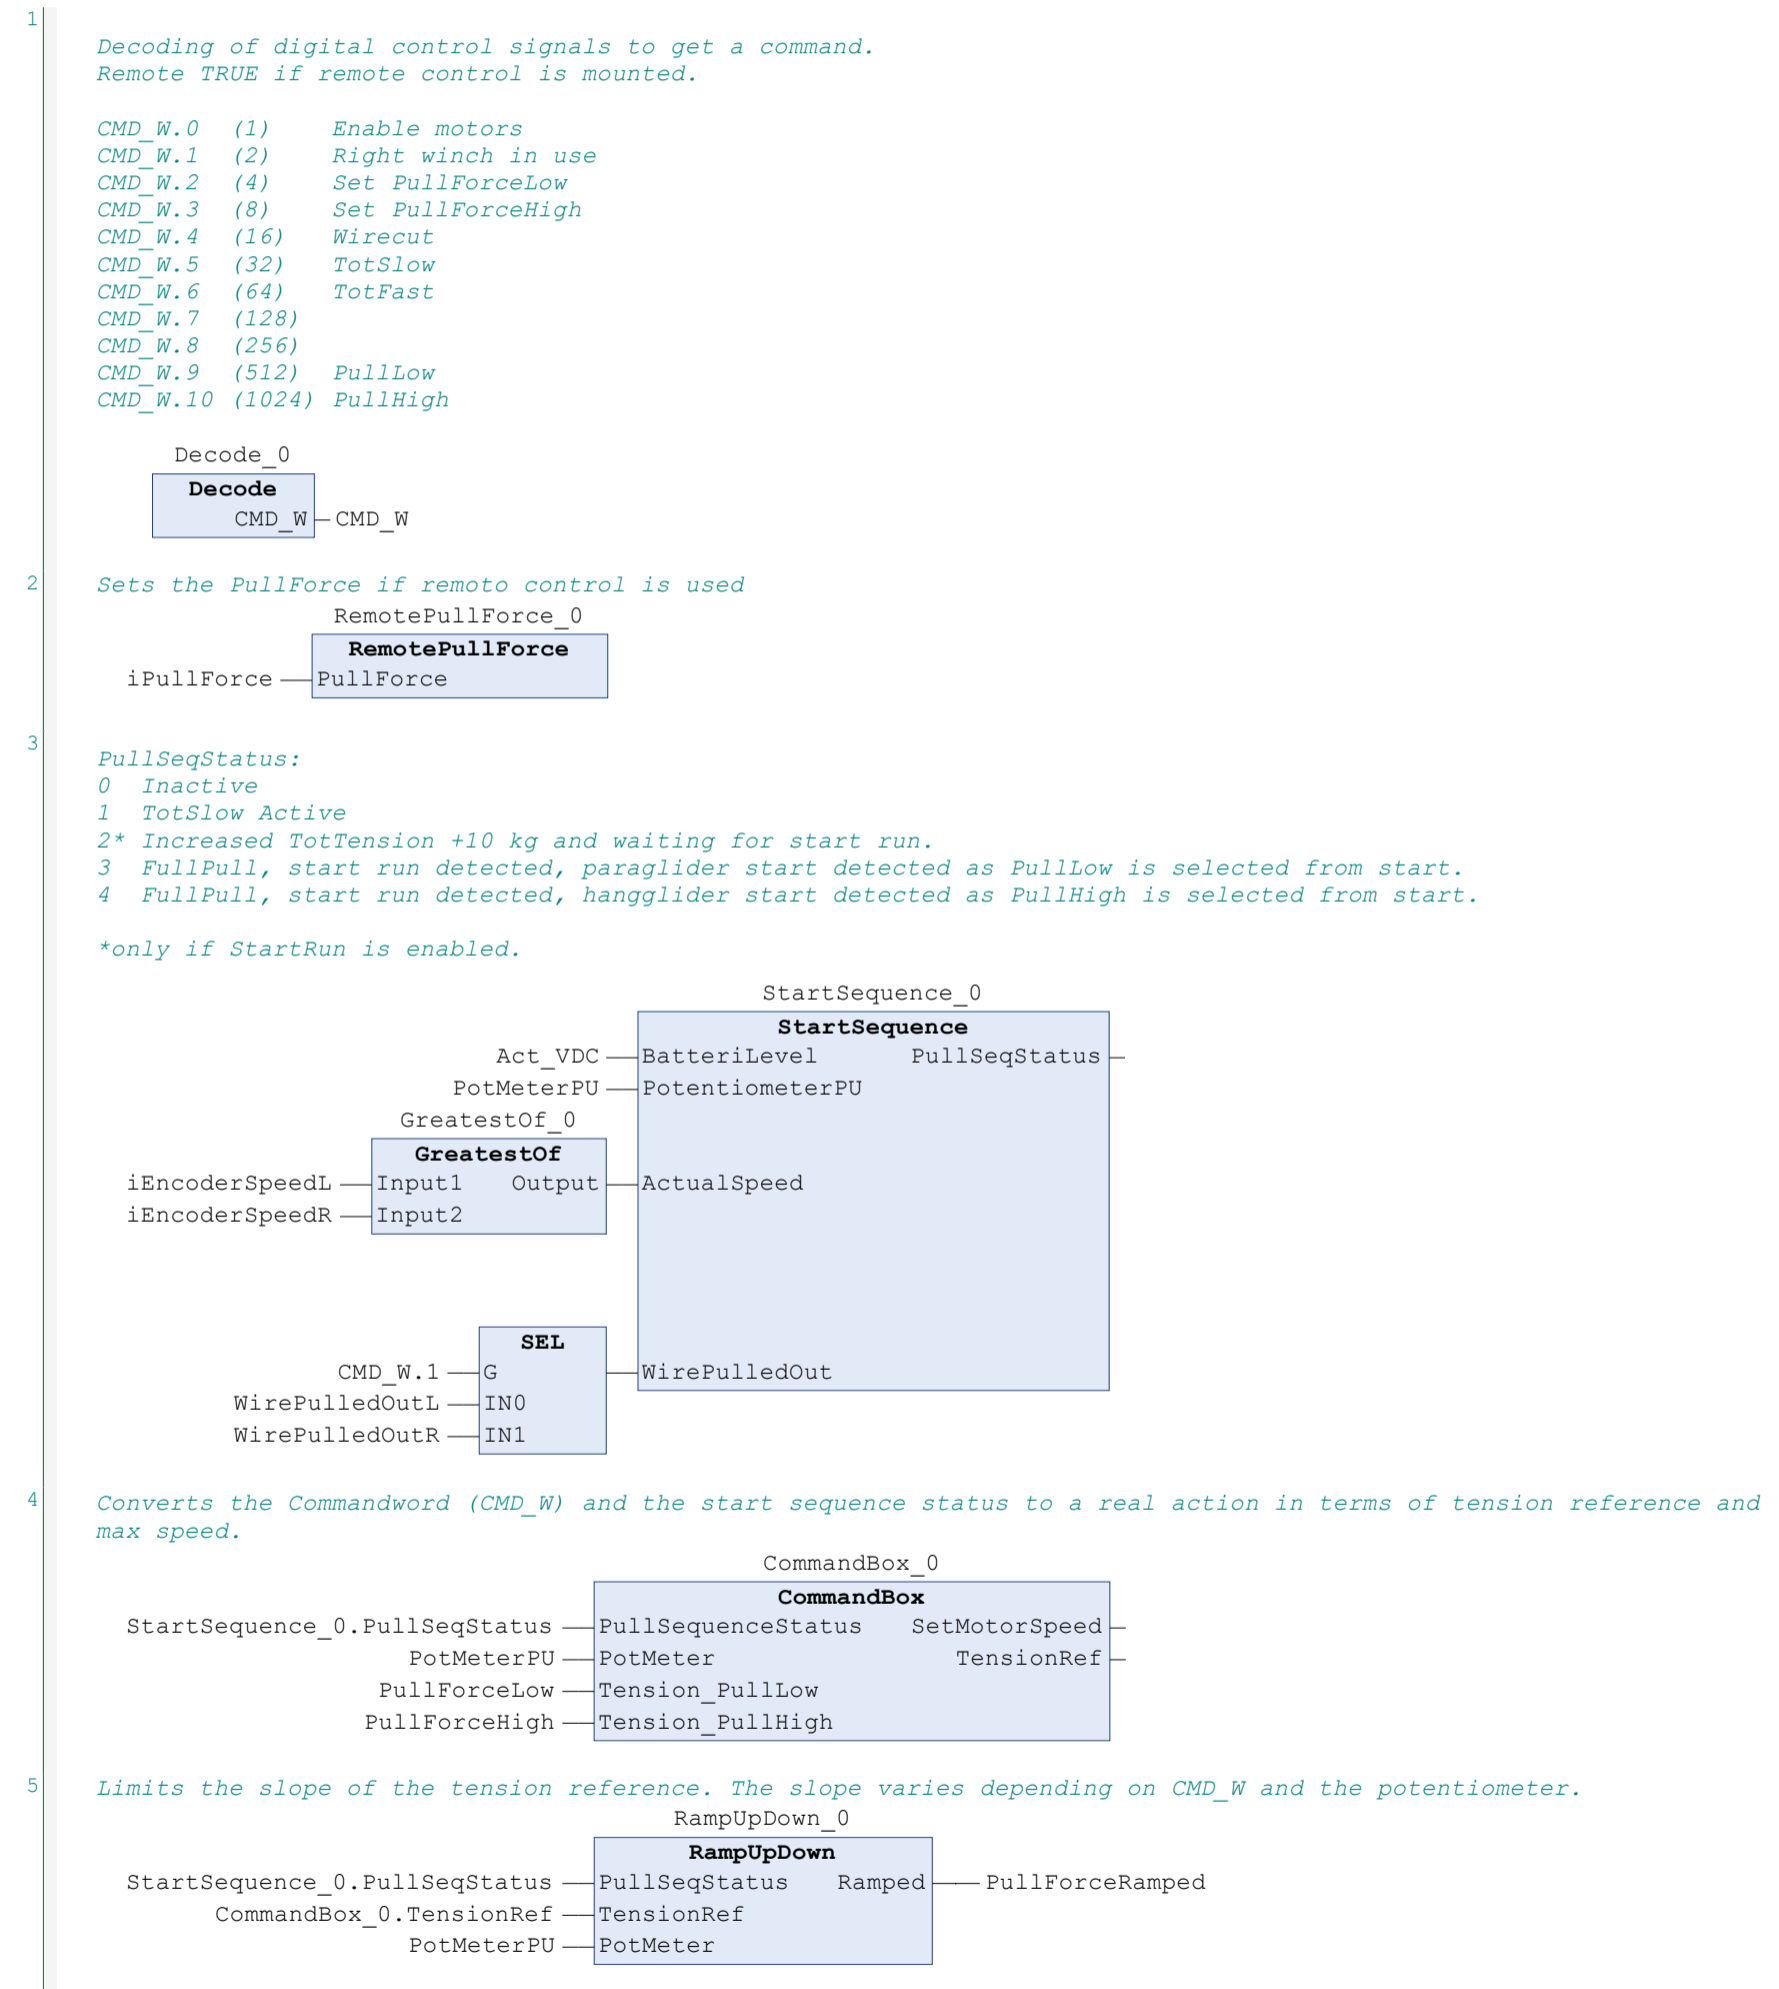 1
Decoding of digital control signals to get a command.
Remote TRUE if remote control is mounted.
CMD_W.0 (1) Enable motors
CMD_W.1 (2) Right winch in use
CMD_W.2 (4) Set PullForceLow
CMD_W.3 (8) Set PullForceHigh
CMD_W.4 (16) Wirecut
CMD_W.5 (32) TotSlow
CMD_W.6 (64) TotFast
CMD_W.7 (128)
CMD_W.8 (256)
CMD_W.9 (512) PullLow
CMD_W.10 (1024) PullHigh
Decode_0
Decode
CMD_W CMD_W
2 Sets the PullForce if remoto control is used
RemotePullForce_0
RemotePullForce
iPullForce PullForce
3
PullSeqStatus:
0 Inactive
1 TotSlow Active
2* Increased TotTension +10 kg and waiting for start run.
3 FullPull, start run detected, paraglider start detected as PullLow is selected from start.
4 FullPull, start run detected, hangglider start detected as PullHigh is selected from start.
*only if StartRun is enabled.
StartSequence_0
StartSequence
Act_VDC BatteriLevel PullSeqStatus
PotMeterPU PotentiometerPU
GreatestOf_0
GreatestOf
iEncoderSpeedL Input1 Output ActualSpeed
iEncoderSpeedR Input2
SEL
CMD_W.1 G WirePulledOut
WirePulledOutL IN0
WirePulledOutR IN1
4 Converts the Commandword (CMD_W) and the start sequence status to a real action in terms of tension reference and
max speed.
CommandBox_0
CommandBox
StartSequence_0.PullSeqStatus PullSequenceStatus SetMotorSpeed
PotMeterPU PotMeter TensionRef
PullForceLow Tension_PullLow
PullForceHigh Tension_PullHigh
5 Limits the slope of the tension reference. The slope varies depending on CMD_W and the potentiometer.
RampUpDown_0
RampUpDown
StartSequence_0.PullSeqStatus PullSeqStatus Ramped PullForceRamped
CommandBox_0.TensionRef TensionRef
PotMeterPU PotMeter